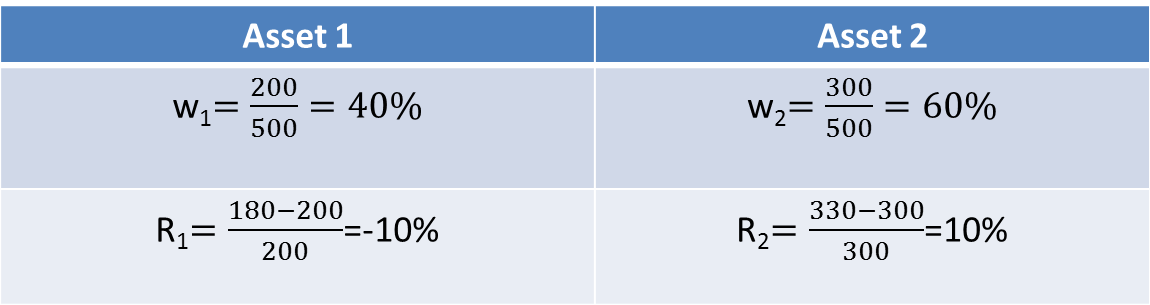 Asset 1 Asset 2
w₁= 200/500 = 40% w₂= 300/500 = 60%
R₁= 180−200/200 =-10% R₂= 330−300/300 =10%